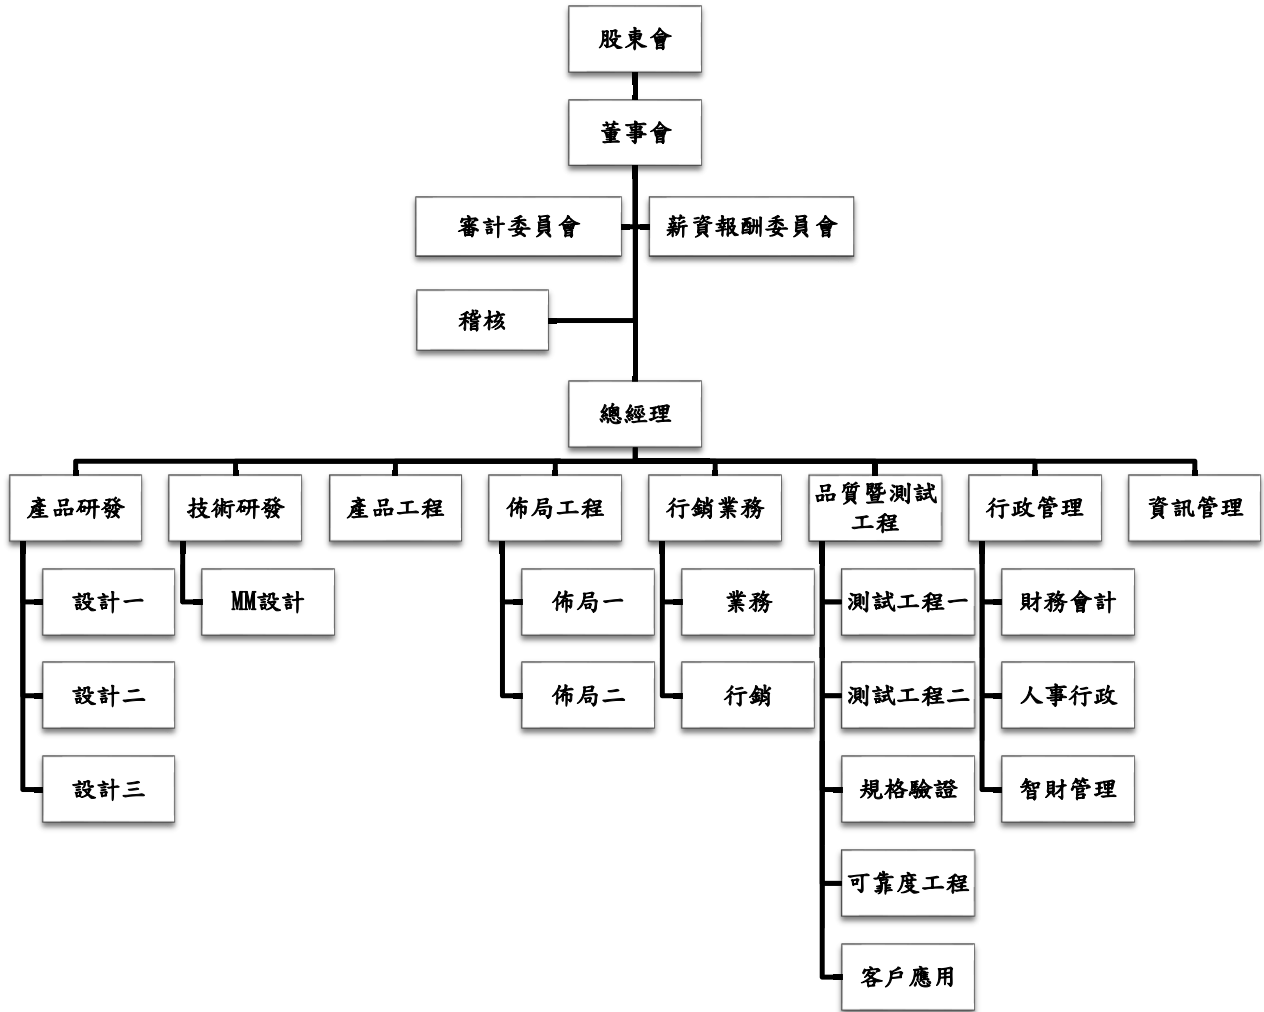 股東會
董事會
審計委員會
薪資報酬委員會
稽核
總經理
產品研發
技術研發
產品工程
佈局工程
行銷業務
品質暨測試
工程
行政管理
資訊管理
設計一
MM設計
佈局一
業務
測試工程一
財務會計
設計二
佈局二
行銷
測試工程二
人事行政
設計三
規格驗證
智財管理
可靠度工程
客戶應用